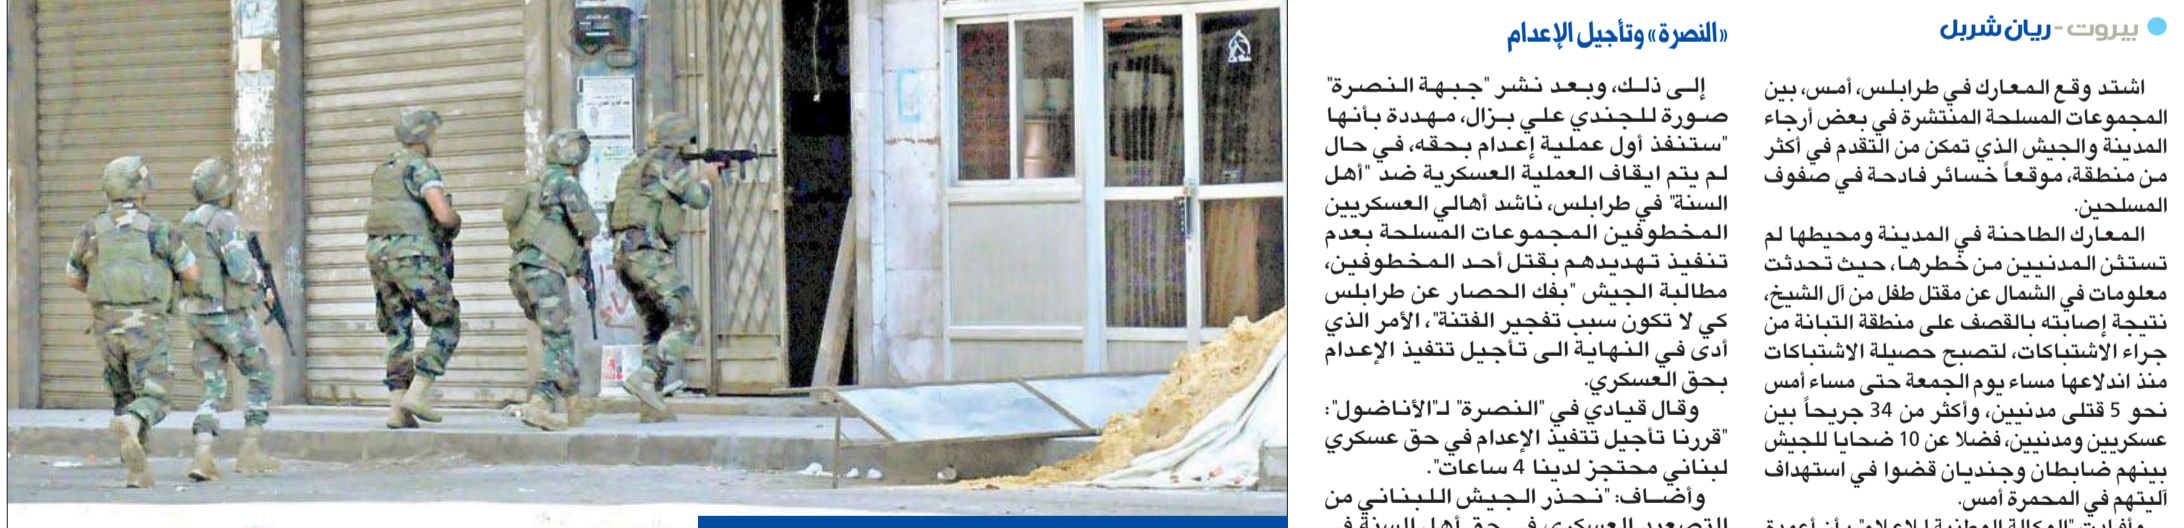 بيروت - ريان شربل
اشتد وقع المعارك في طرابلس، أمس، بين
المجموعات المسلحة المنتشرة في بعض أرجاء
المدينة والجيش الذي تمكن من التقدم في أكثر
من منطقة، موقعاً خسائر فادحة في صفوف
المسلحين.
المعارك الطاحنة في المدينة ومحيطها لم
تستثن المدنيين من خطرها، حيث تحدثت
معلومات في الشمال عن مقتل طفل من آل الشيخ،
نتيجة إصابته بالقصف على منطقة التبانة من
جراء الاشتباكات، لتصبح حصيلة الاشتباكات
منذ اندلاعها مساء يوم الجمعة حتى مساء أمس
نحو 5 قتلى مدنيين، وأكثر من 34 جريحاً بين
عسكريين ومدنيين، فضلا عن 10 ضحايا للجيش
بينهم ضابطان وجنديان قضوا في استهداف
آليتهم في المحمرة أمس.
«النصرة» وتأجيل الإعدام
إلى ذلك، وبعد نشر "جبهة النصرة"
صورة للجندي علي بزال، مهددة بأنها
"ستنفذ أول عملية إعدام بحقه، في حال
لم يتم ايقاف العملية العسكرية ضد "أهل
السنة" في طرابلس، ناشد أهالي العسكريين
المخطوفين المجموعات المسلحة بعدم
تنفيذ تهديدهم بقتل أحد المخطوفين،
مطالبة الجيش "بفك الحصار عن طرابلس
كي لا تكون سبب تفجير الفتنة"، الأمر الذي
أدى في النهاية الى تأجيل تتفيذ الإعدام
بحق العسكري.
وقال قيادي في "النصرة" لـ"الأناضول":
"قررنا تأجيل تتفيذ الإعدام في حق عسكري
لبناني محتجز لدينا 4 ساعات".
وأضاف: "نحذر الجيش اللبناني من